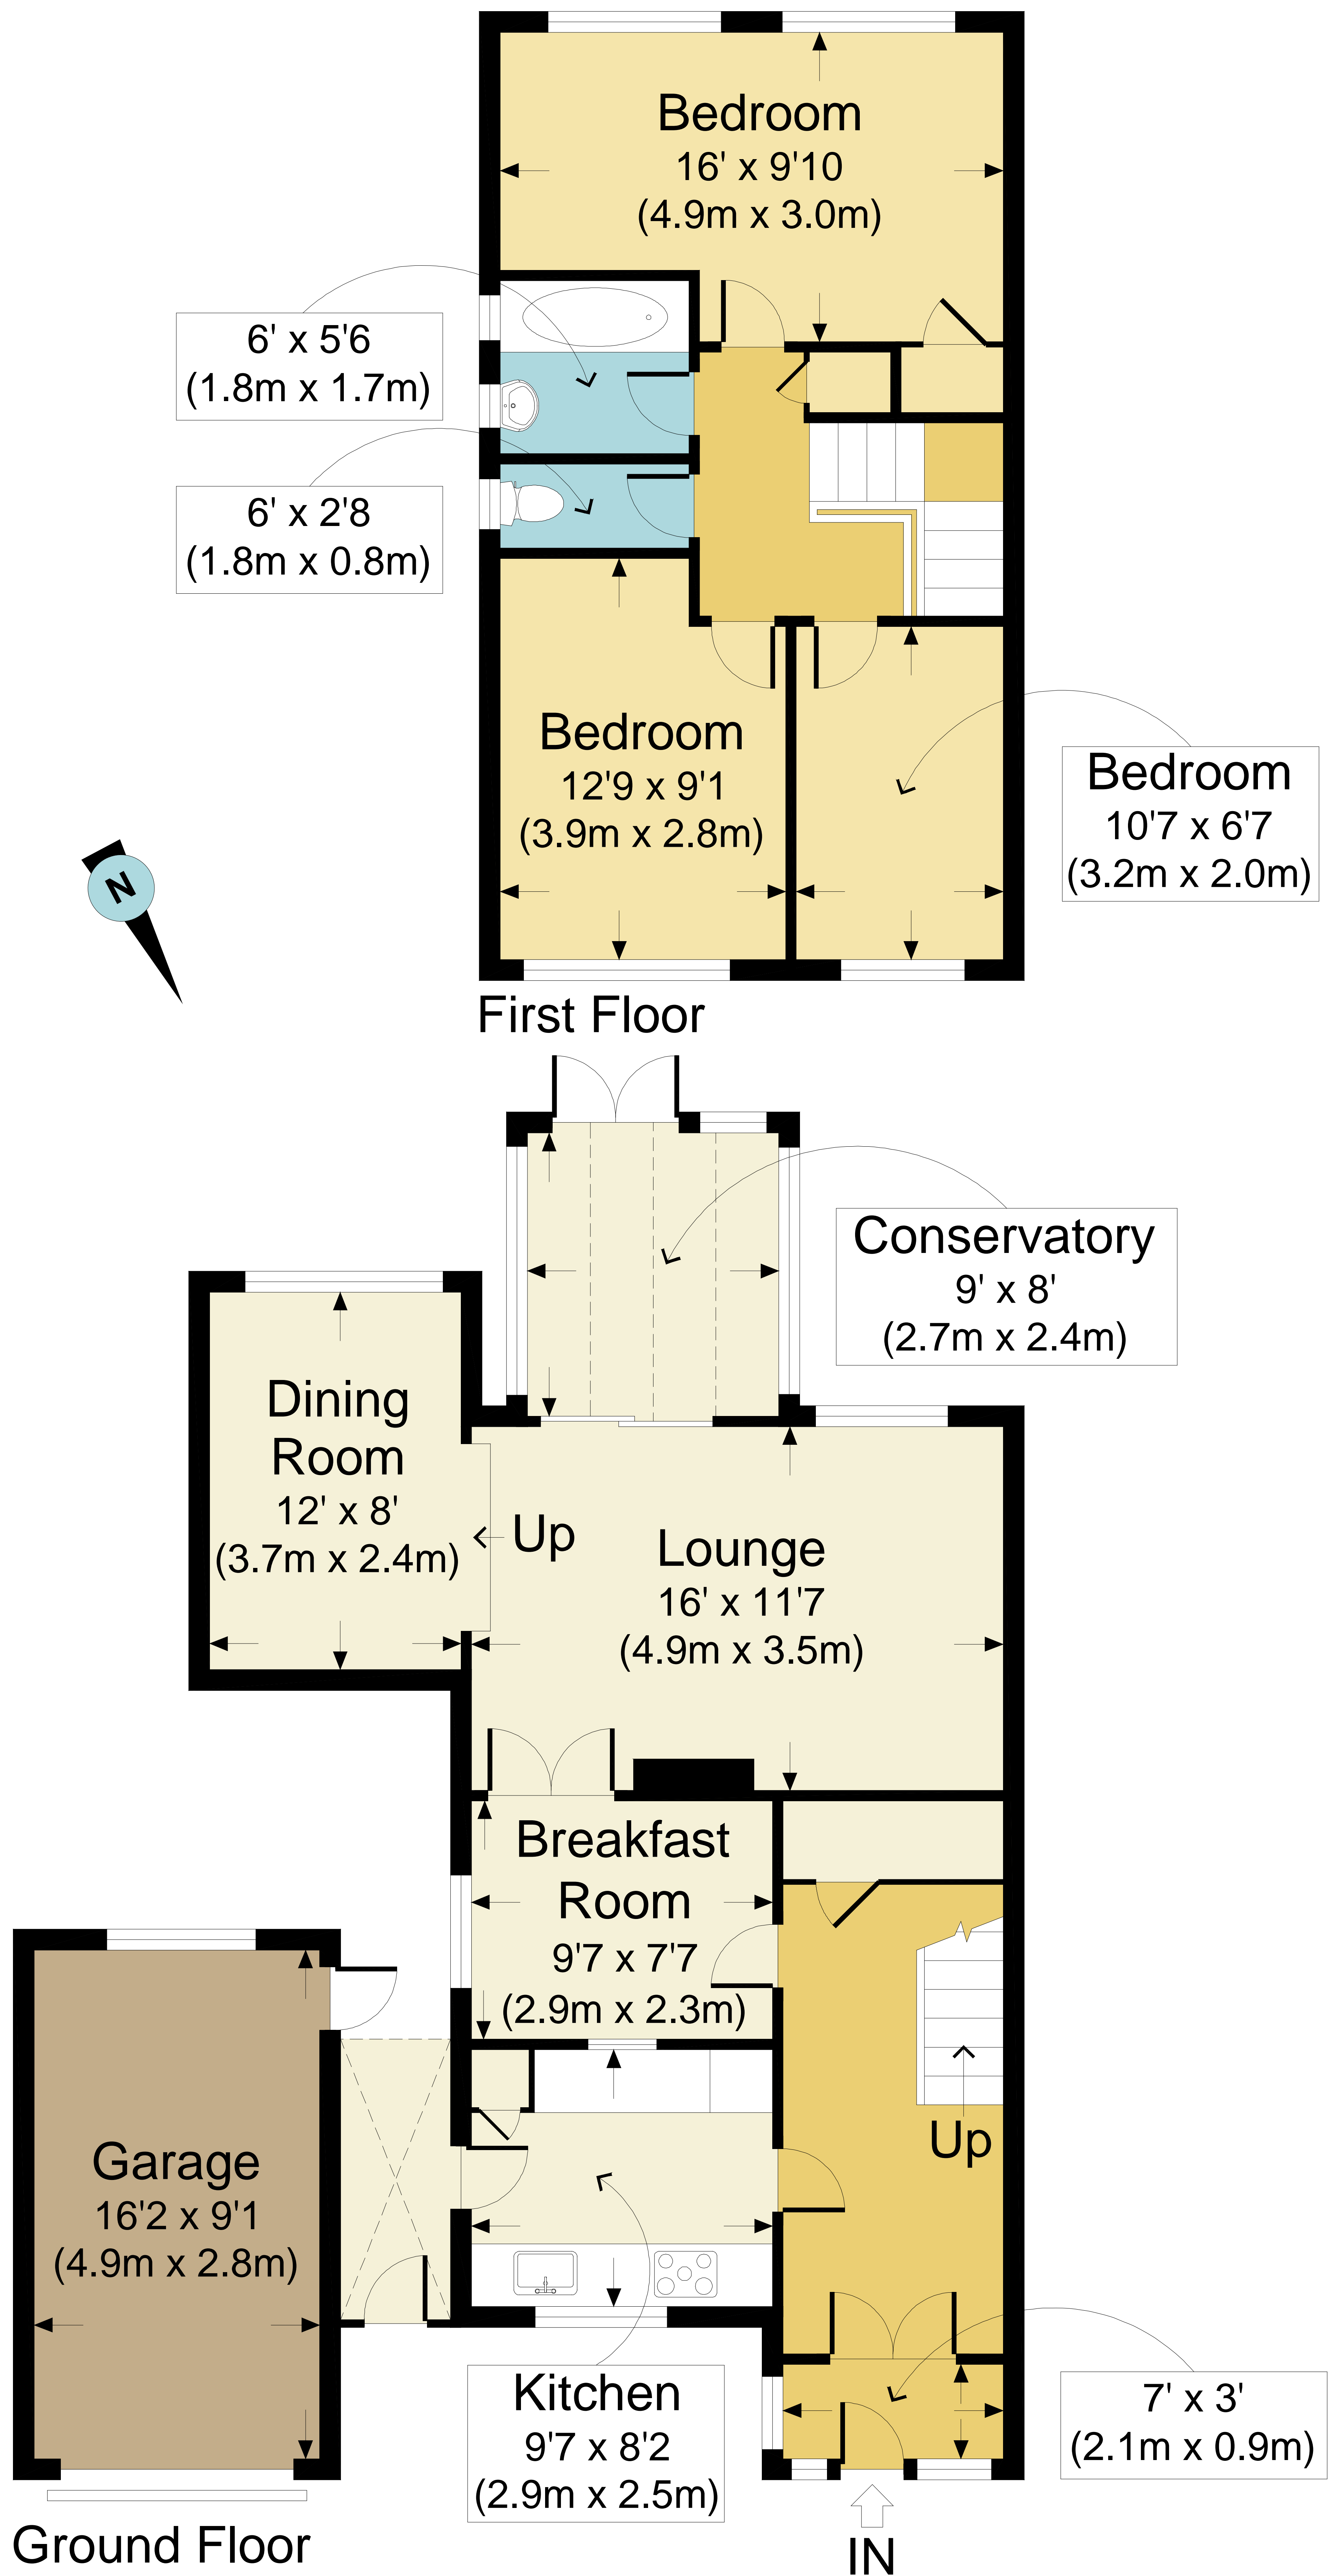 Bedroom
16' x 9'10
(4.9m x 3.0m)
6' x 5'6
(1.8m x 1.7m)
6' x 2'8
(1.8m x 0.8m)
Bedroom
12'9 x 9'1
(3.9m x 2.8m)
Bedroom
10'7 x 6'7
(3.2m x 2.0m)
N
First Floor
Conservatory
9' x 8'
(2.7m x 2.4m)
Dining
Room
12' x 8'
(3.7m x 2.4m)
Up
Lounge
16' x 11'7
(4.9m x 3.5m)
Breakfast
Room
9'7 x 7'7
(2.9m x 2.3m)
Up
Garage
16'2 x 9'1
(4.9m x 2.8m)
Kitchen
9'7 x 8'2
(2.9m x 2.5m)
7' x 3'
(2.1m x 0.9m)
Ground Floor
IN